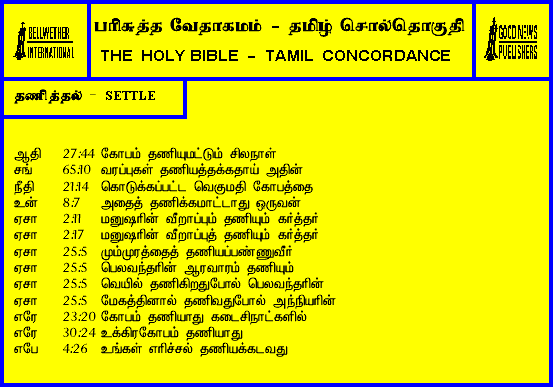 BELLWETHER
INTERNATIONAL
பரிசுத்த வேதாகமம் - தமிழ் சொல்தொகுதி
THE HOLY BIBLE - TAMIL CONCORDANCE
GOOD NEWS
PUBLISHERS
தணித்தல் - SETTLE
ஆதி 27:44 கோபம் தணியுமட்டும் சிலநாள்
சங் 65:10 வரப்புகள் தணியத்தக்கதாய் அதின்
நீதி 21:14 கொடுக்கப்பட்ட வெகுமதி கோபத்தை
உன் 8:7 அதைத் தணிக்கமாட்டாது ஒருவன்
ஏசா 2:11 மனுஷரின் வீறாப்பும் தணியும் கர்த்தர்
ஏசா 2:17 மனுஷரின் வீறாப்புத் தணியும் கர்த்தர்
ஏசா 25:5 மும்முரத்தைத் தணியப்பண்ணுவீர்
ஏசா 25:5 பெலவந்தரின் ஆரவாரம் தணியும்
ஏசா 25:5 வெயில் தணிகிறதுபோல் பெலவந்தரின்
ஏசா 25:5 மேகத்தினால் தணிவதுபோல் அந்நியரின்
எரே 23:20 கோபம் தணியாது கடைசிநாட்களில்
எரே 30:24 உக்கிரகோபம் தணியாது
எபே 4:26 உங்கள் எரிச்சல் தணியக்கடவது